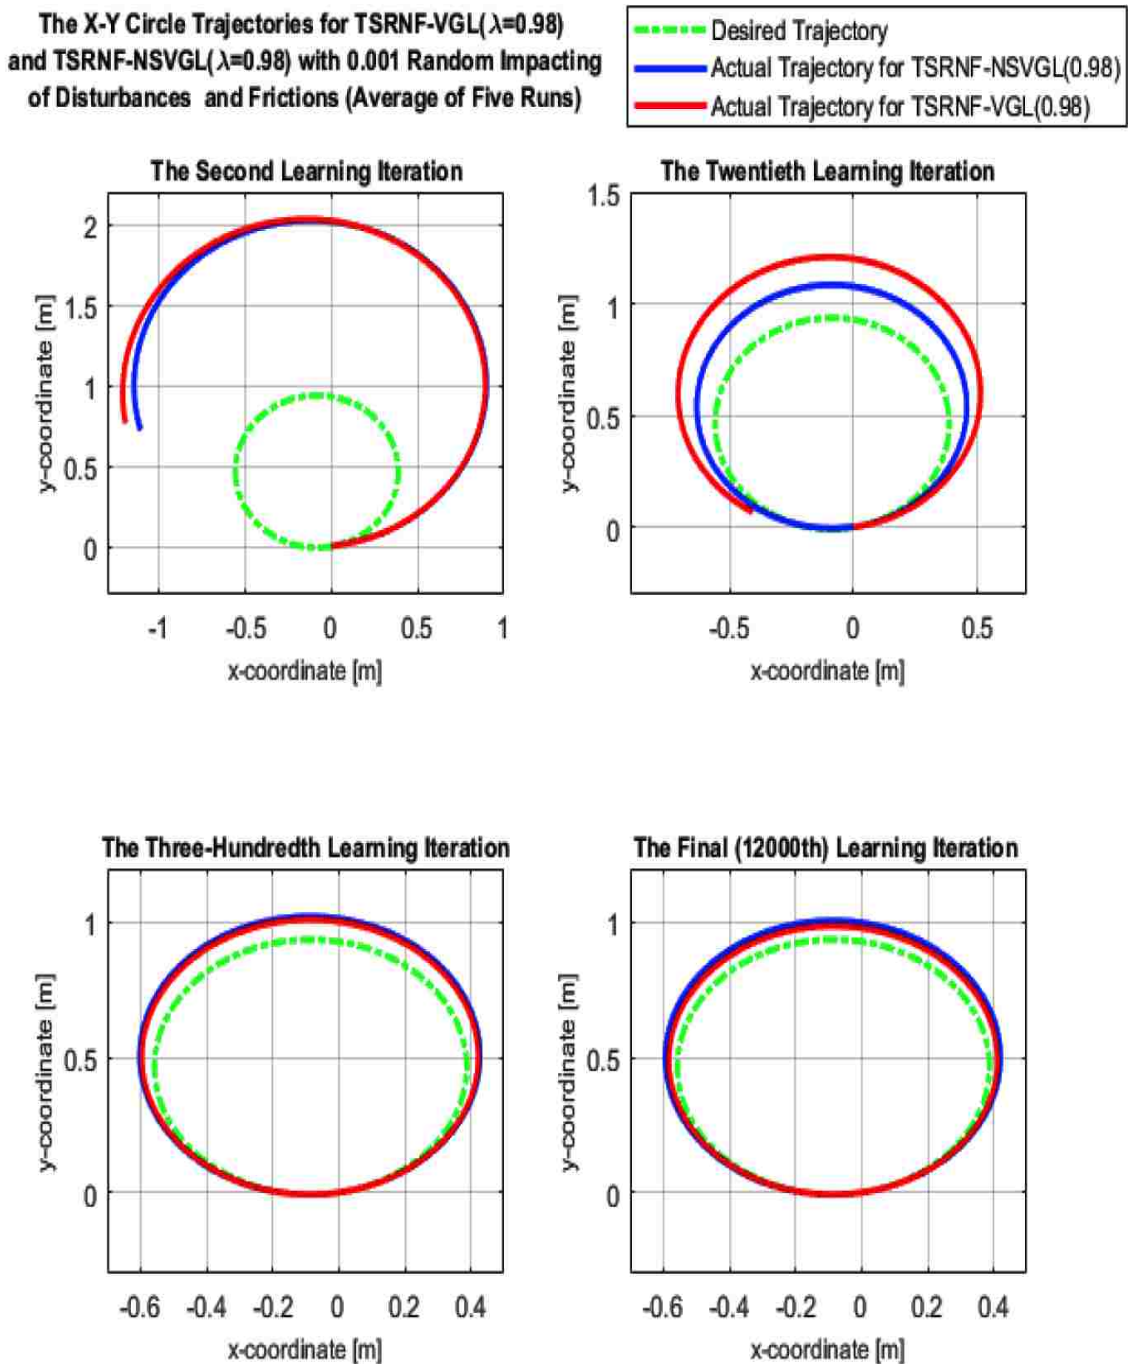 The X-Y Circle Trajectories for TSRNF-VGL(λ=0.98)
and TSRNF-NSVGL(λ=0.98) with 0.001 Random Impacting
of Disturbances and Frictions (Average of Five Runs)
Desired Trajectory
Actual Trajectory for TSRNF-NSVGL(0.98)
Actual Trajectory for TSRNF-VGL(0.98)
The Second Learning Iteration
2
1.5
1
0.5
0
y-coordinate [m]
-1 -0.5 0 0.5 1
x-coordinate [m]
The Twentieth Learning Iteration
1.5
1
0.5
0
y-coordinate [m]
-0.5 0 0.5
x-coordinate [m]
The Three-Hundredth Learning Iteration
1
0.5
0
y-coordinate [m]
-0.6 -0.4 -0.2 0 0.2 0.4
x-coordinate [m]
The Final (12000th) Learning Iteration
1
0.5
0
y-coordinate [m]
-0.6 -0.4 -0.2 0 0.2 0.4
x-coordinate [m]